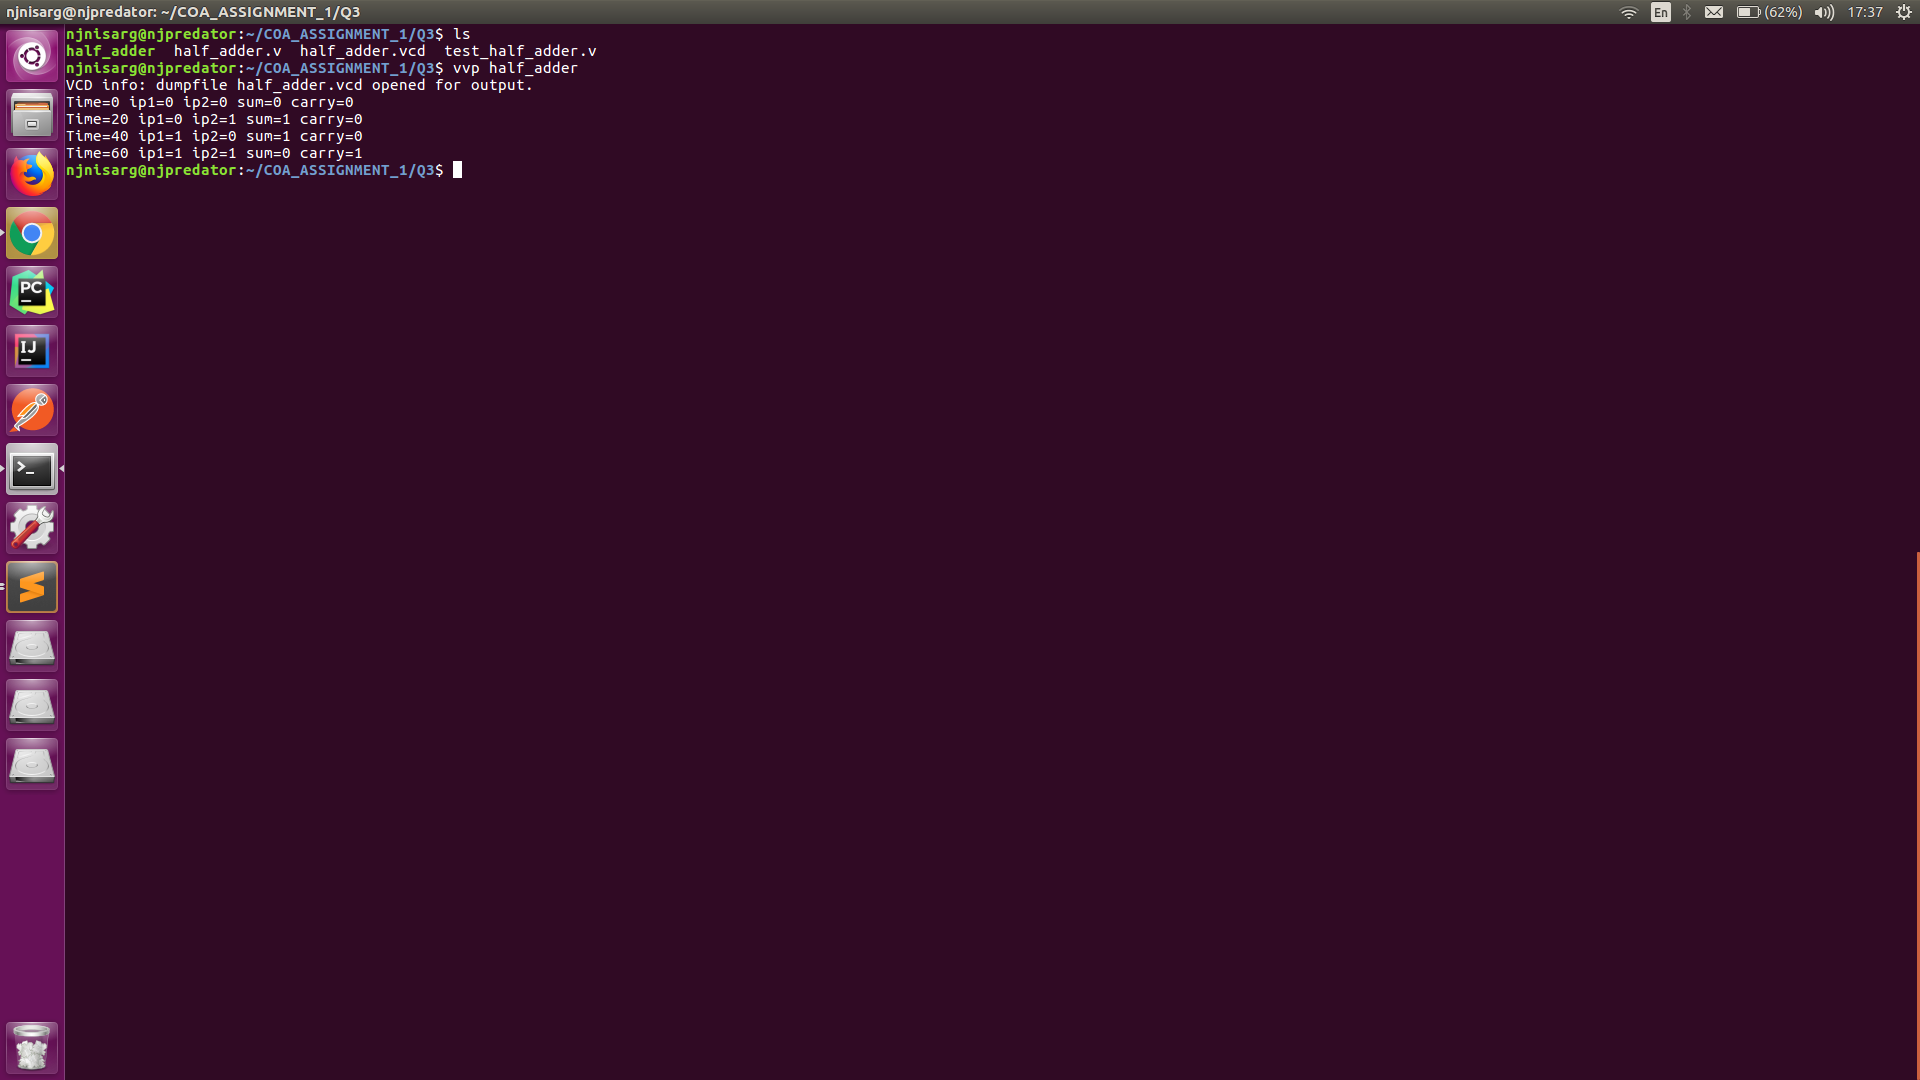 njnisarg@njpredator: ~/COA_ASSIGNMENT_1/Q3
En
(62%)
17:37
njnisarg@njpredator:~/COA_ASSIGNMENT_1/Q3$ ls
half_adder  half_adder.v  half_adder.vcd  test_half_adder.v
njnisarg@njpredator:~/COA_ASSIGNMENT_1/Q3$ vvp half_adder
VCD info: dumpfile half_adder.vcd opened for output.
Time=0 ip1=0 ip2=0 sum=0 carry=0
Time=20 ip1=0 ip2=1 sum=1 carry=0
Time=40 ip1=1 ip2=0 sum=1 carry=0
Time=60 ip1=1 ip2=1 sum=0 carry=1
njnisarg@njpredator:~/COA_ASSIGNMENT_1/Q3$
PC
IJ
>_